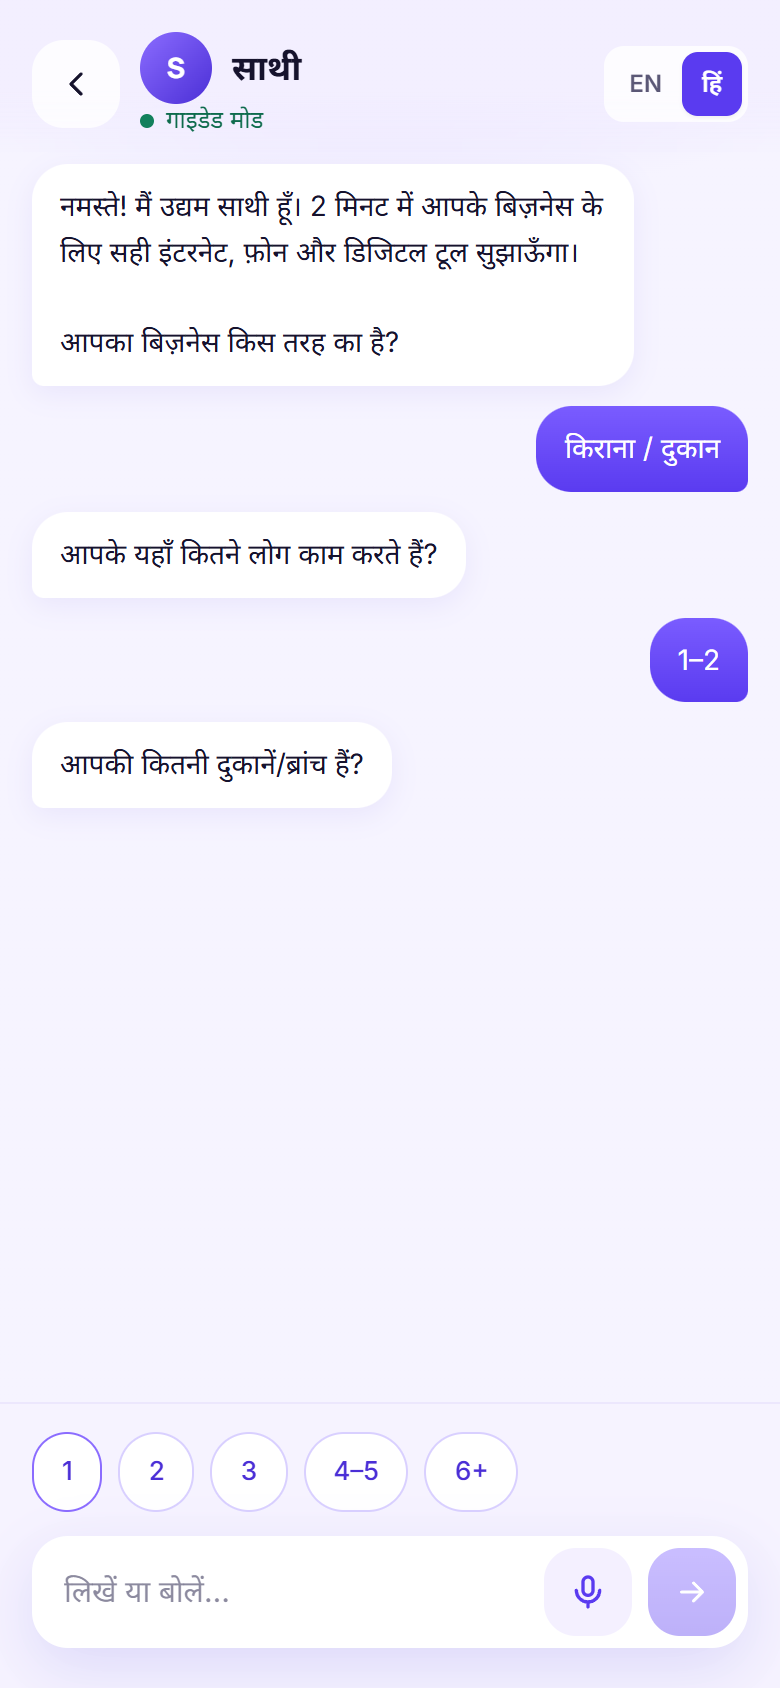 S
साथी
गाइडेड मोड
EN
हिं
नमस्ते! मैं उद्यम साथी हूँ। 2 मिनट में आपके बिज़नेस के
लिए सही इंटरनेट, फ़ोन और डिजिटल टूल सुझाऊँगा।
आपका बिज़नेस किस तरह का है?
किराना / दुकान
आपके यहाँ कितने लोग काम करते हैं?
1–2
आपकी कितनी दुकानें/ब्रांच हैं?
1
2
3
4–5
6+
लिखें या बोलें...